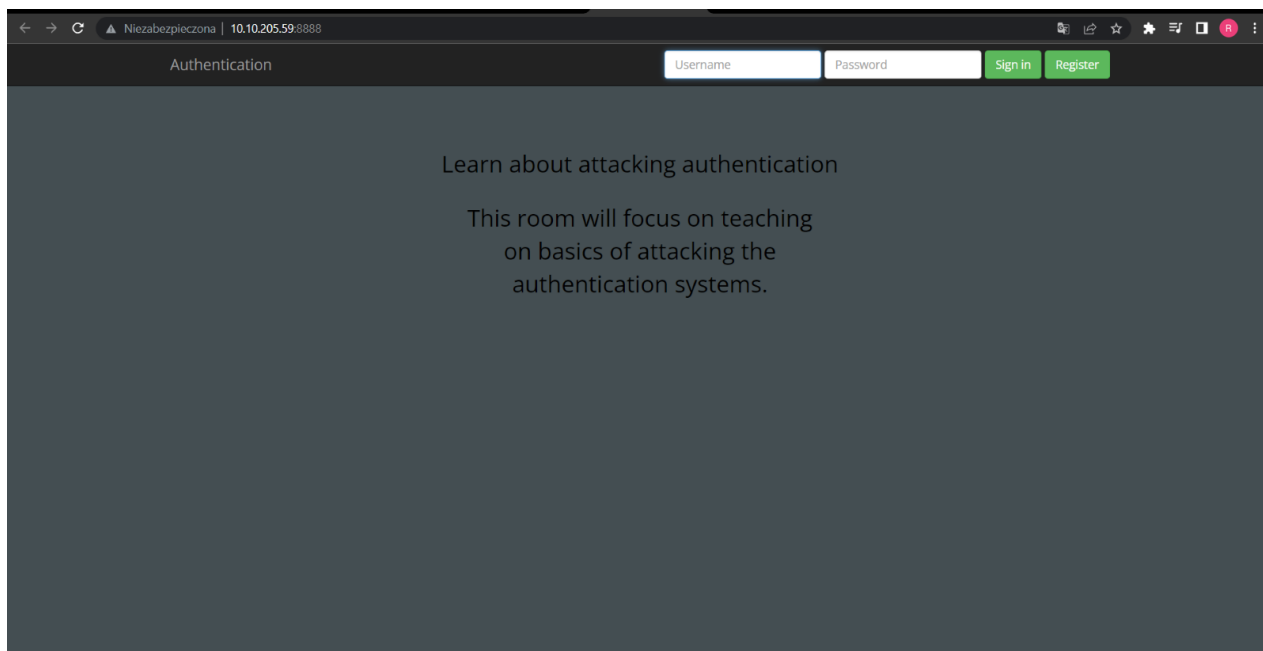 Niezabezpieczona | 10.10.205.59:8888
R
Authentication
Username
Password
Sign in
Register
Learn about attacking authentication
This room will focus on teaching
on basics of attacking the
authentication systems.